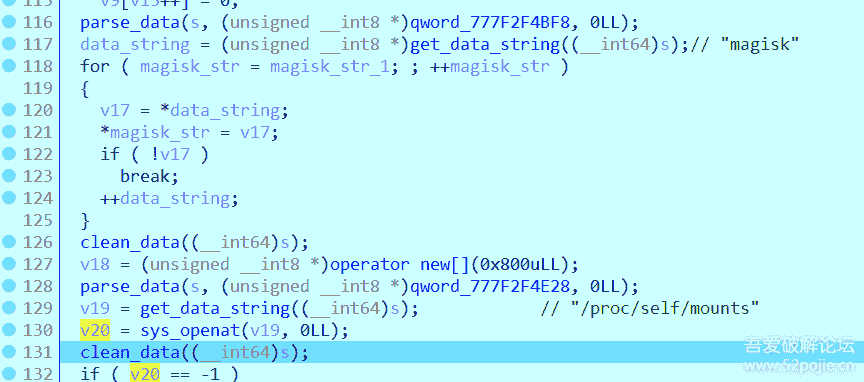 115 v9[v15++] = 0;
116 parse_data(s, (unsigned __int8 *)qword_777F2F4BF8, 0LL);
117 data_string = (unsigned __int8 *)get_data_string((__int64)s);// "magisk"
118 for ( magisk_str = magisk_str_1; ; ++magisk_str )
119 {
120 v17 = *data_string;
121 *magisk_str = v17;
122 if ( !v17 )
123 break;
124 ++data_string;
125 }
126 clean_data((__int64)s);
127 v18 = (unsigned __int8 *)operator new[](0x800uLL);
128 parse_data(s, (unsigned __int8 *)qword_777F2F4E28, 0LL);
129 v19 = get_data_string((__int64)s); // "/proc/self/mounts"
130 v20 = sys_openat(v19, 0LL);
131 clean_data((__int64)s);
132 if ( v20 == -1 )
吾爱破解论坛
www.52pojie.cn